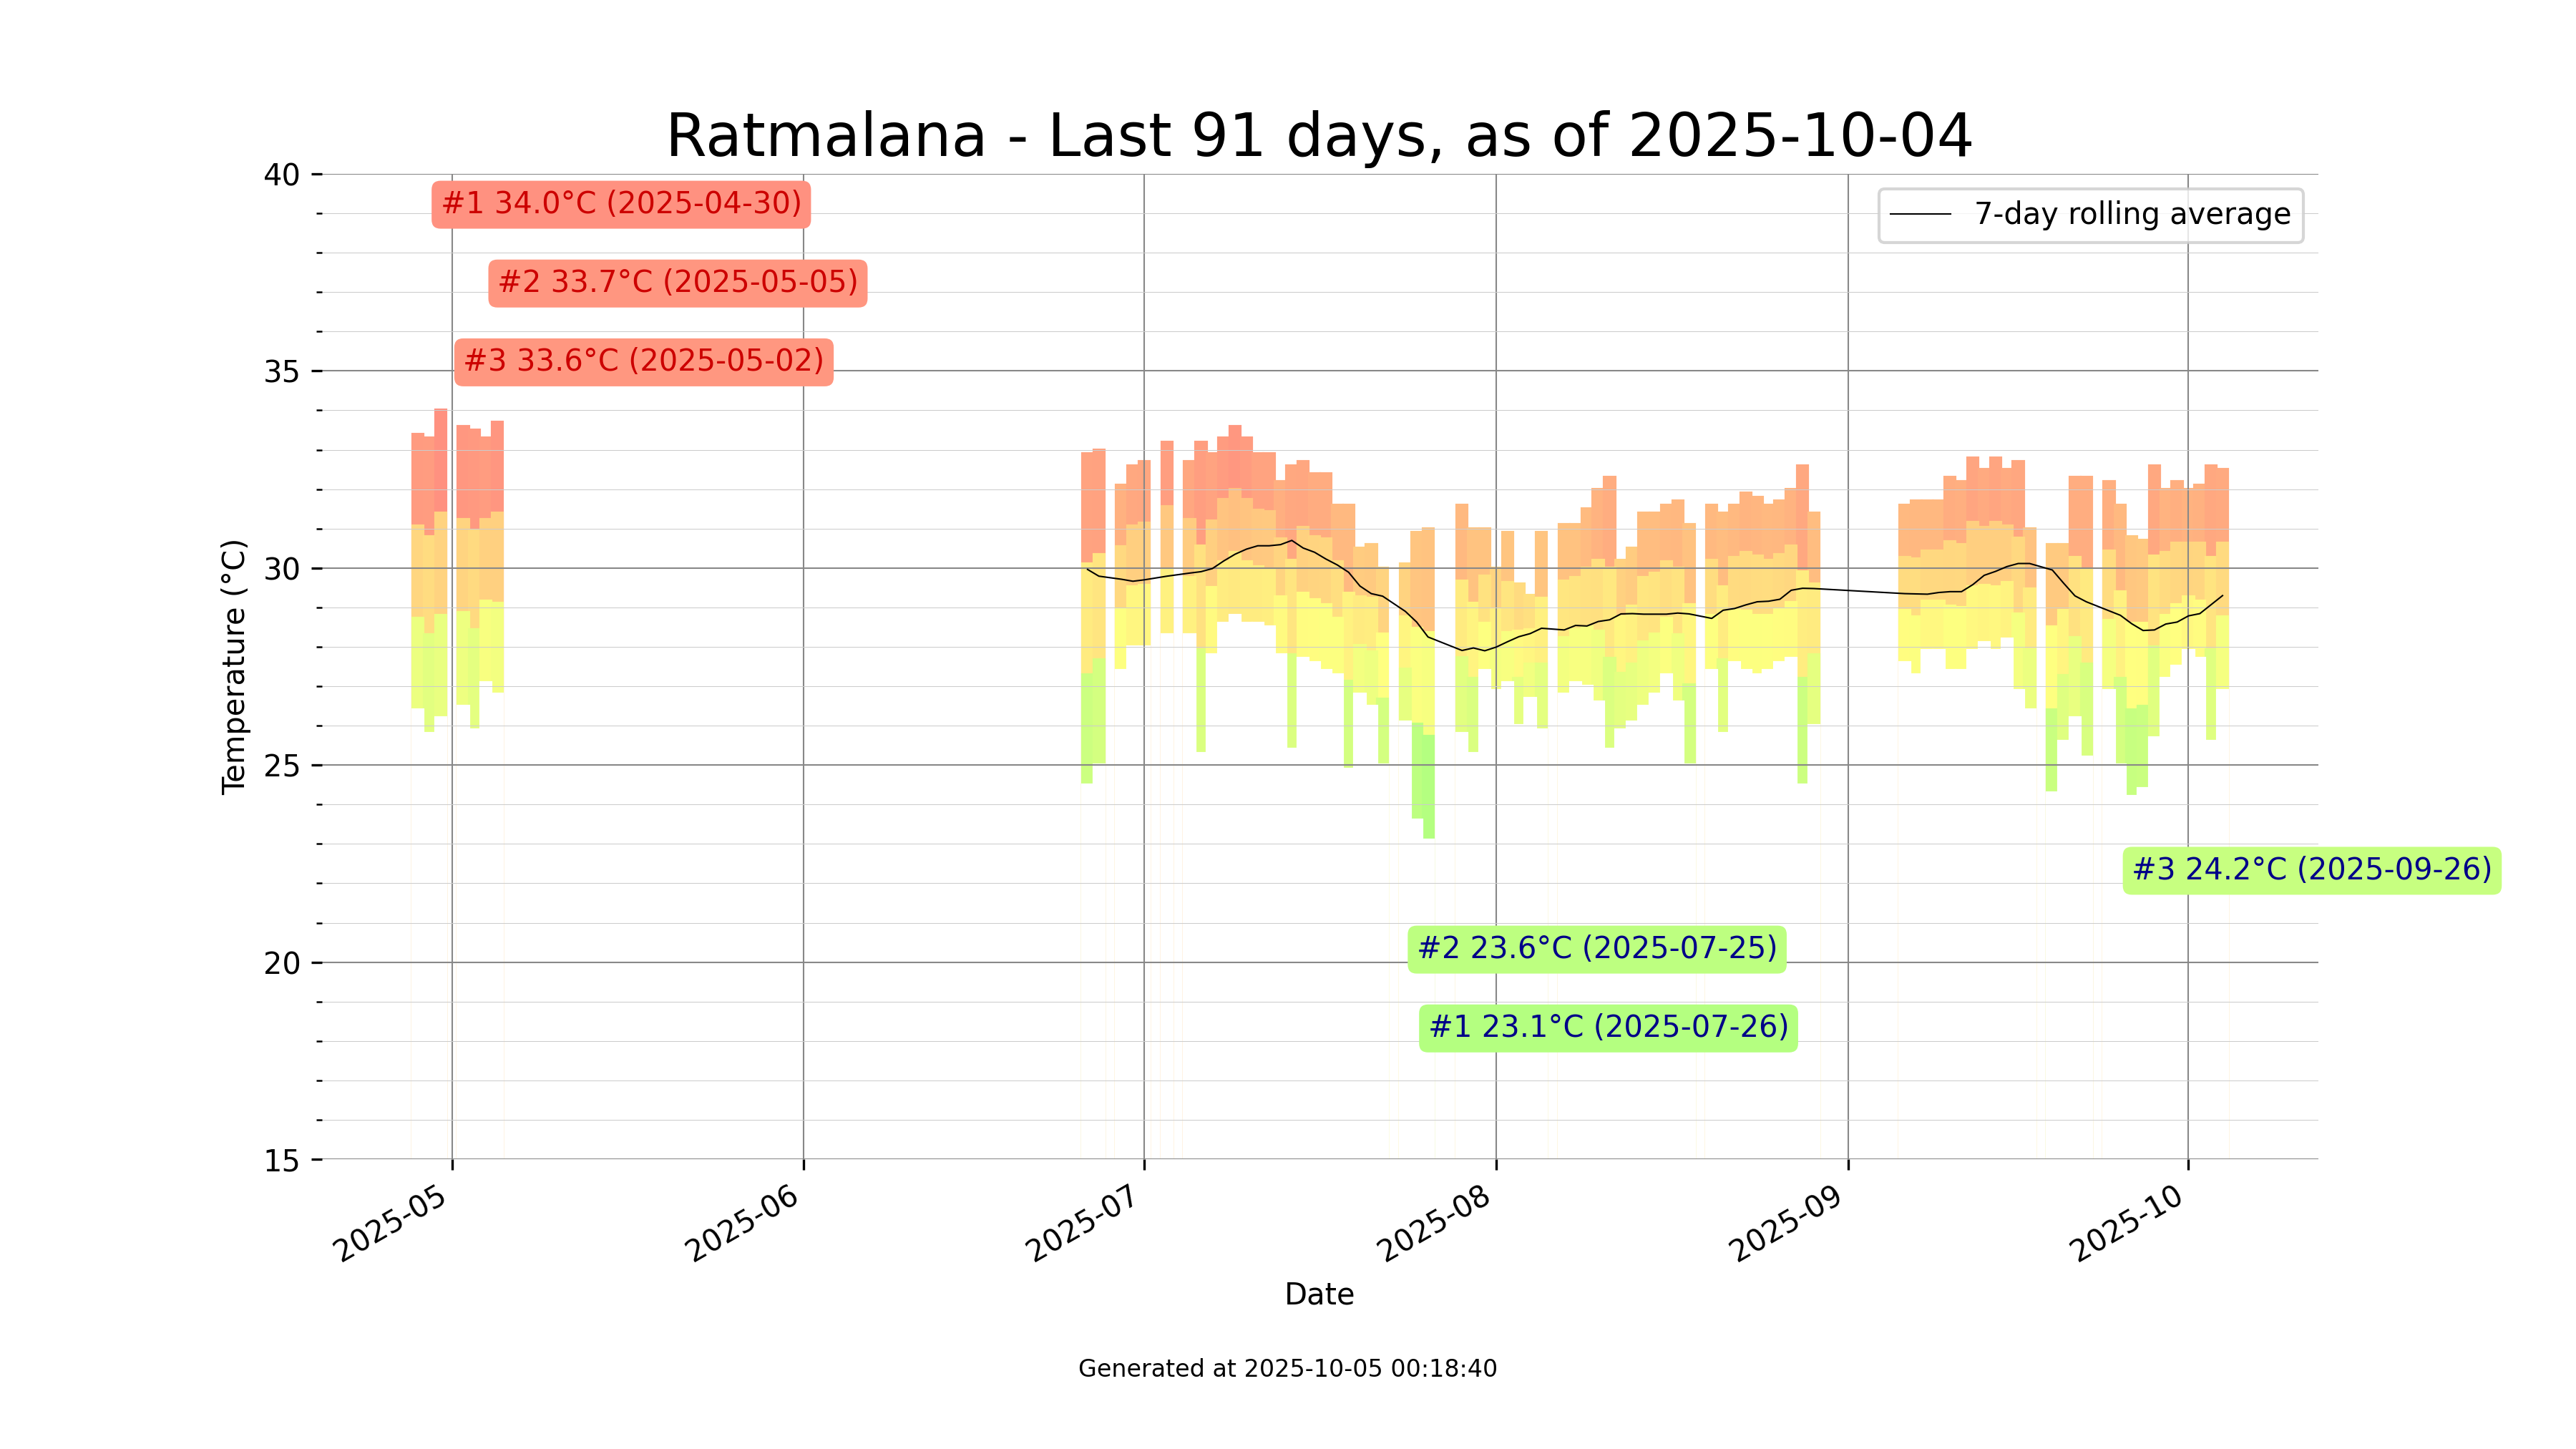 Ratmalana - Last 91 days, as of 2025-10-04
40
35
30
25
20
15
Temperature (°C)
#1 34.0°C (2025-04-30)
#2 33.7°C (2025-05-05)
#3 33.6°C (2025-05-02)
7-day rolling average
#3 24.2°C (2025-09-26)
#2 23.6°C (2025-07-25)
#1 23.1°C (2025-07-26)
2025-05
2025-06
2025-07
2025-08
2025-09
2025-10
Date
Generated at 2025-10-05 00:18:40